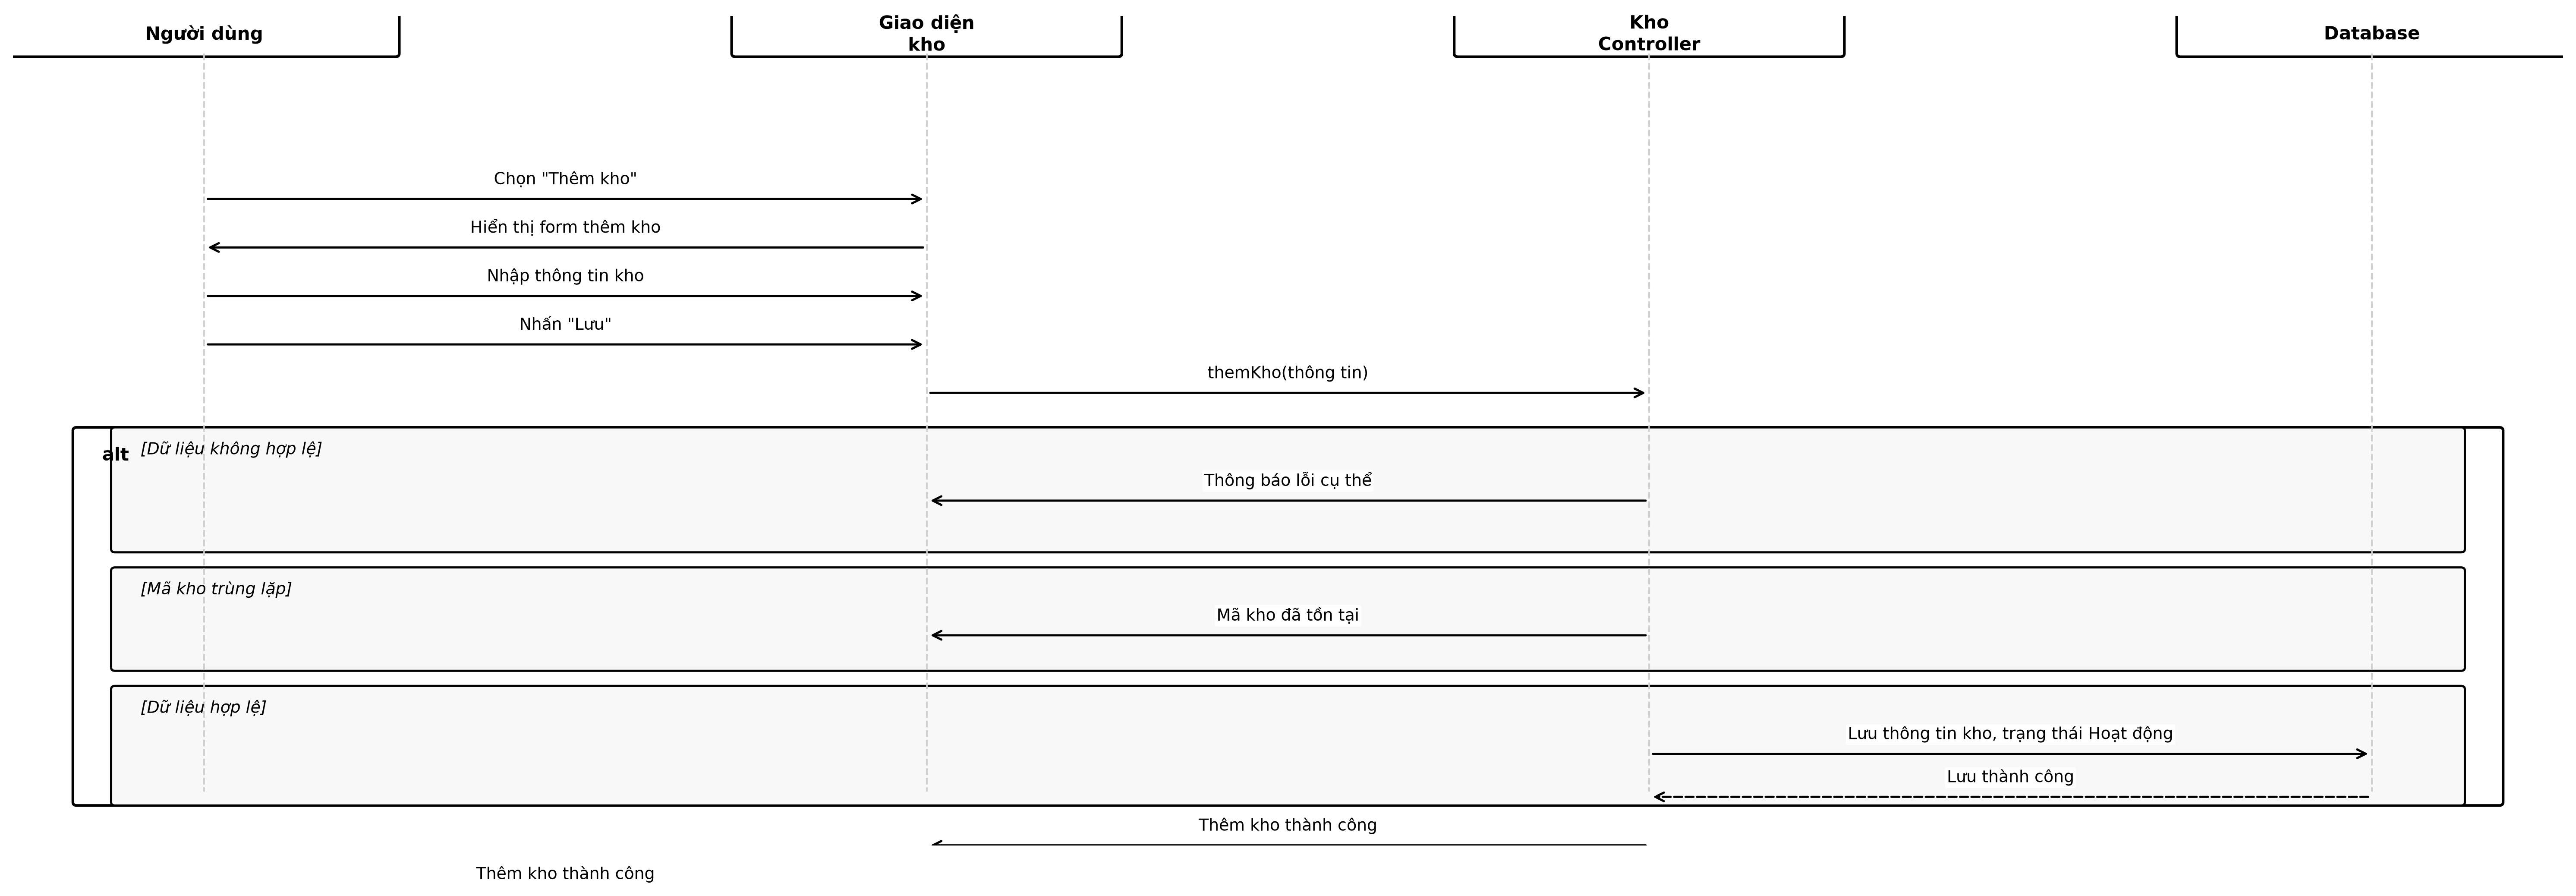 Người dùng
Giao diện
kho
Kho
Controller
Database
Chọn "Thêm kho"
Hiển thị form thêm kho
Nhập thông tin kho
Nhấn "Lưu"
themKho(thông tin)
alt
[Dữ liệu không hợp lệ]
Thông báo lỗi cụ thể
[Mã kho trùng lặp]
Mã kho đã tồn tại
[Dữ liệu hợp lệ]
Lưu thông tin kho, trạng thái Hoạt động
Lưu thành công
Thêm kho thành công
Thêm kho thành công